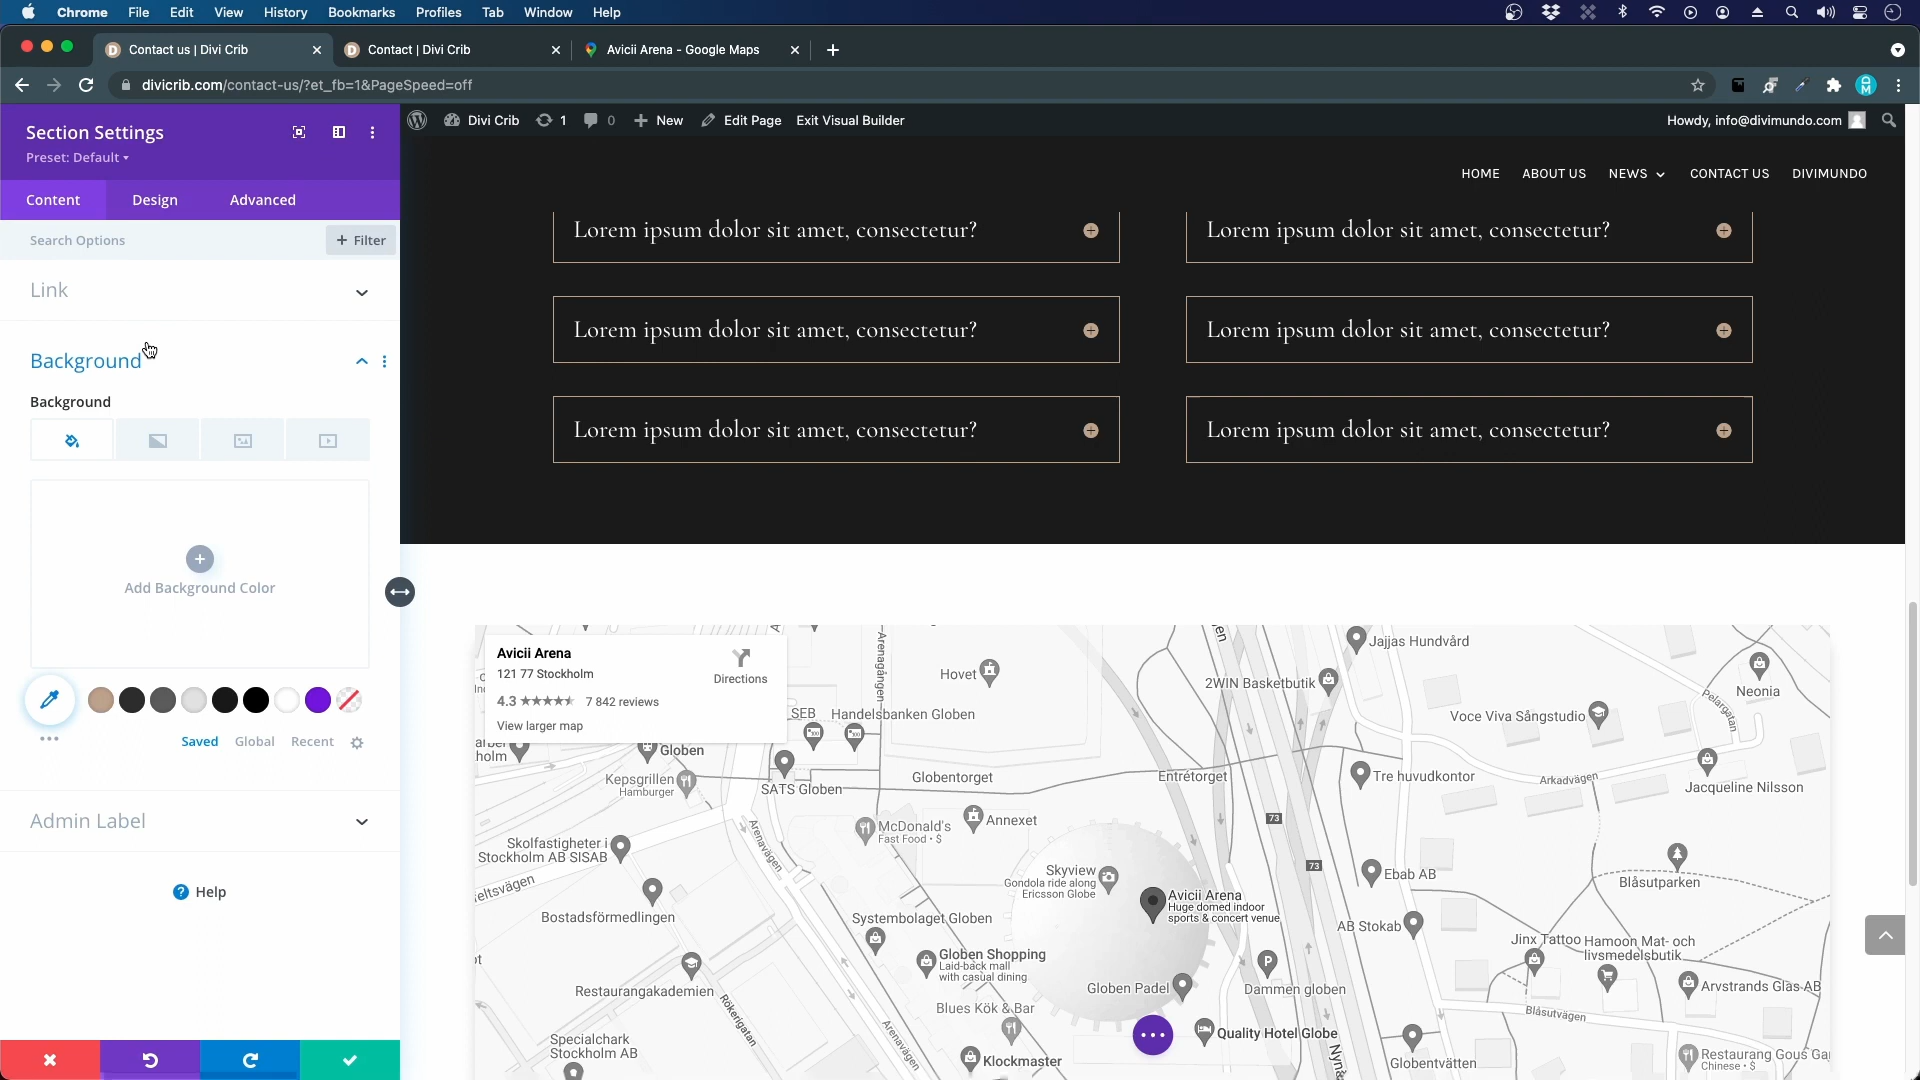 Chrome File Edit View History Bookmarks Profiles Tab Window Help
Contact us | Divi Crib
Contact | Divi Crib
Avicii Arena - Google Maps
divicrib.com/contact-us/?et_fb=1&PageSpeed=off
Section Settings
Preset: Default
Content Design Advanced
Search Options
+ Filter
Link
Background
Background
Add Background Color
Saved Global Recent
Admin Label
Help
Divi Crib 1 0 New Edit Page Exit Visual Builder
Howdy, info@divimundo.com
HOME ABOUT US NEWS CONTACT US DIVIMUNDO
Lorem ipsum dolor sit amet, consectetur?
Lorem ipsum dolor sit amet, consectetur?
Lorem ipsum dolor sit amet, consectetur?
Lorem ipsum dolor sit amet, consectetur?
Lorem ipsum dolor sit amet, consectetur?
Lorem ipsum dolor sit amet, consectetur?
Avicii Arena
121 77 Stockholm
4.3 7 842 reviews
View larger map
Directions
Arenagången
Hovet
Jajjas Hundvård
2WIN Basketbutik
Neonia
Pelargatan
SEB
Handelsbanken Globen
Voce Viva Sångstudio
holm
Globen
Kepsgrillen
Hamburger
SATS Globen
Globentorget
Entrétorget
Tre huvudkontor
Arkadvägen
Jacqueline Nilsson
McDonald's
Fast Food • $
Annexet
73
Skolfastigheter i
Stockholm AB SISAB
Arenavägen
Skyview
Gondola ride along
Ericsson Globe
73
Ebab AB
Blåsutparken
Avicii Arena
Huge domed indoor
sports & concert venue
Bostadsförmedlingen
Systembolaget Globen
AB Stokab
Globen Shopping
Laid-back mall
with casual dining
Jinx Tattoo
Hamoon Mat- och
livsmedelsbutik
Restaurangakademien
Globen Padel
Dammen globen
Arvstrands Glas AB
Rökerigatan
Blues Kök & Bar
Blåsutvägen
Quality Hotel Globe
Arenavägen
Specialchark
Stockholm AB
Klockmaster
Globentvätten
Restaurang Gous
Chinese • $